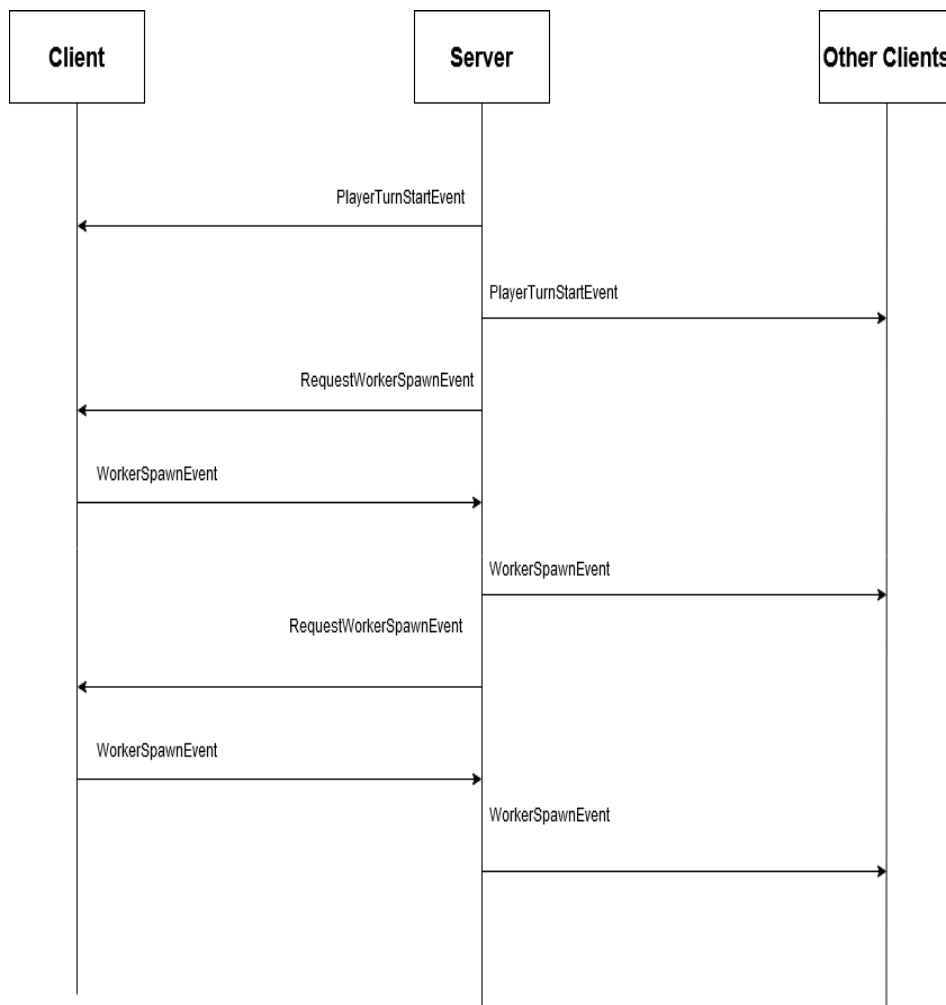 Client
Server
Other Clients
PlayerTurnStartEvent
PlayerTurnStartEvent
RequestWorkerSpawnEvent
WorkerSpawnEvent
WorkerSpawnEvent
RequestWorkerSpawnEvent
WorkerSpawnEvent
WorkerSpawnEvent